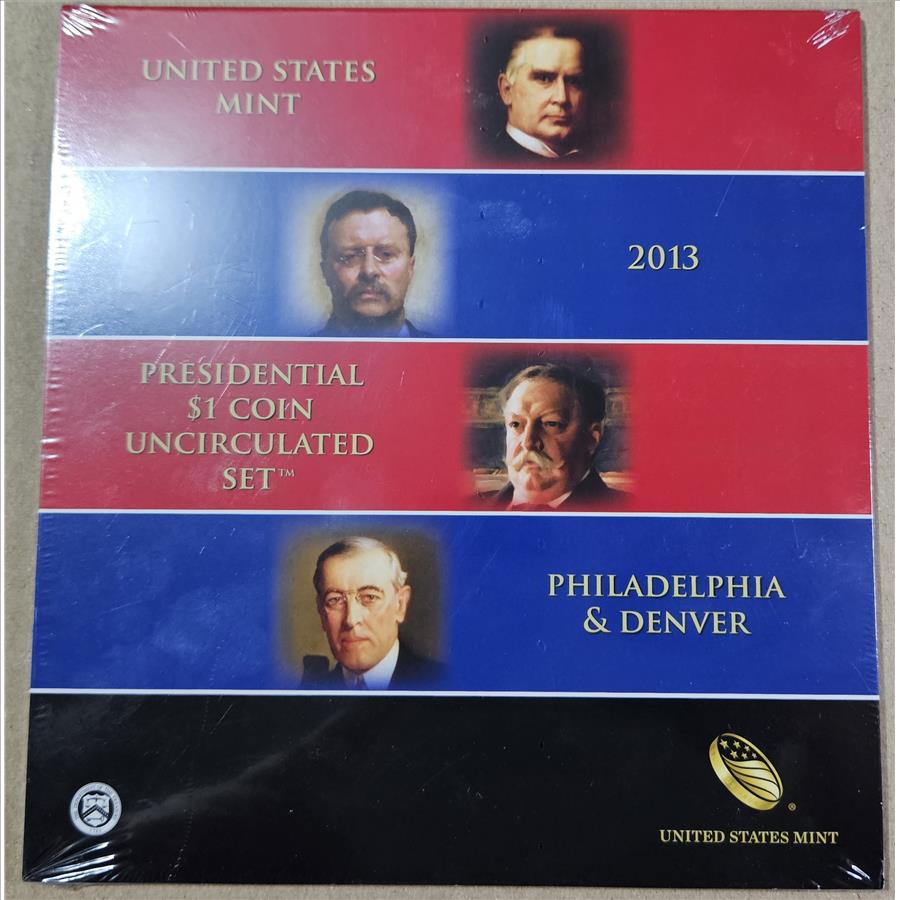 UNITED STATES
MINT
2013
PRESIDENTIAL
$1 COIN
UNCIRCULATED
SET™
PHILADELPHIA
& DENVER
®
UNITED STATES MINT